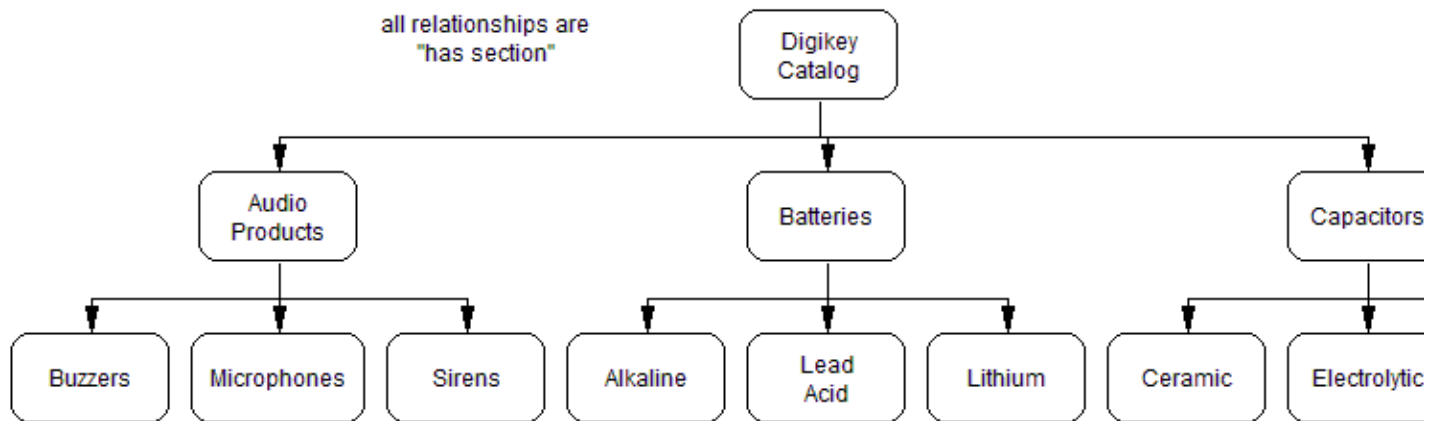 all relationships are
"has section"
Digikey
Catalog
Audio
Products
Batteries
Capacitors
Buzzers
Microphones
Sirens
Alkaline
Lead
Acid
Lithium
Ceramic
Electrolytic